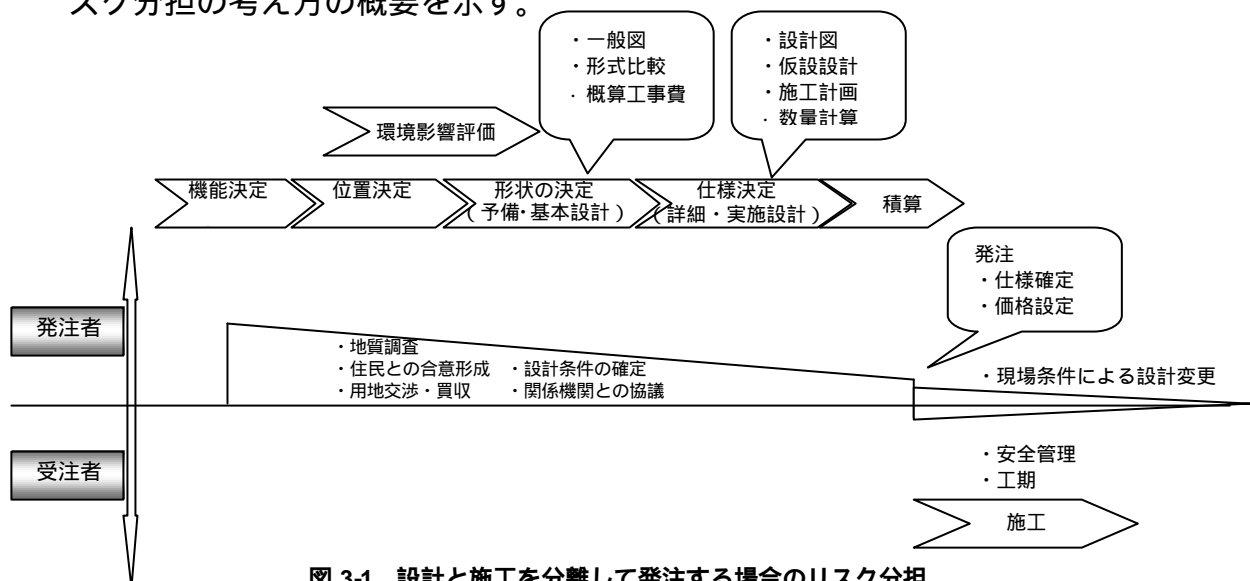 スク分担の考え方の概要を示す。
・一般図
・形式比較
・概算工事費
・設計図
・仮設設計
・施工計画
・数量計算
環境影響評価
機能決定
位置決定
形状の決定
(予備・基本設計)
仕様決定
(詳細・実施設計)
積算
発注
・仕様確定
・価格設定
発注者
・地質調査
・住民との合意形成 ・設計条件の確定
・用地交渉・買収 ・関係機関との協議
・現場条件による設計変更
受注者
・安全管理
・工期
施工
図 3-1 設計と施工を分離して発注する場合のリスク分担